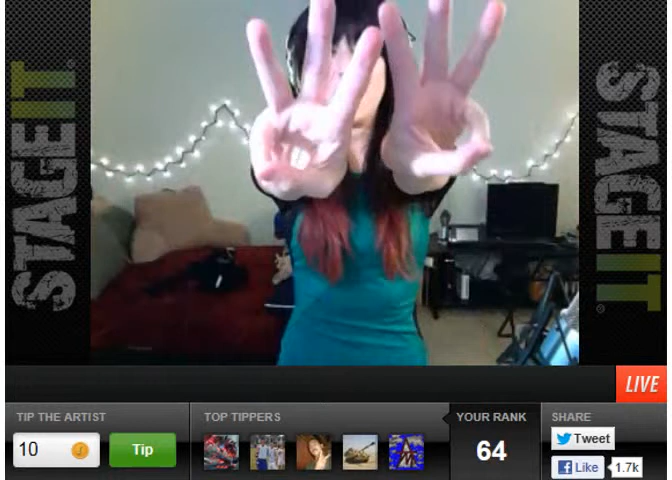 STAGEIT
STAGEIT
LIVE
TIP THE ARTIST
TOP TIPPERS
YOUR RANK
SHARE
10
Tip
64
Tweet
Like
1.7k